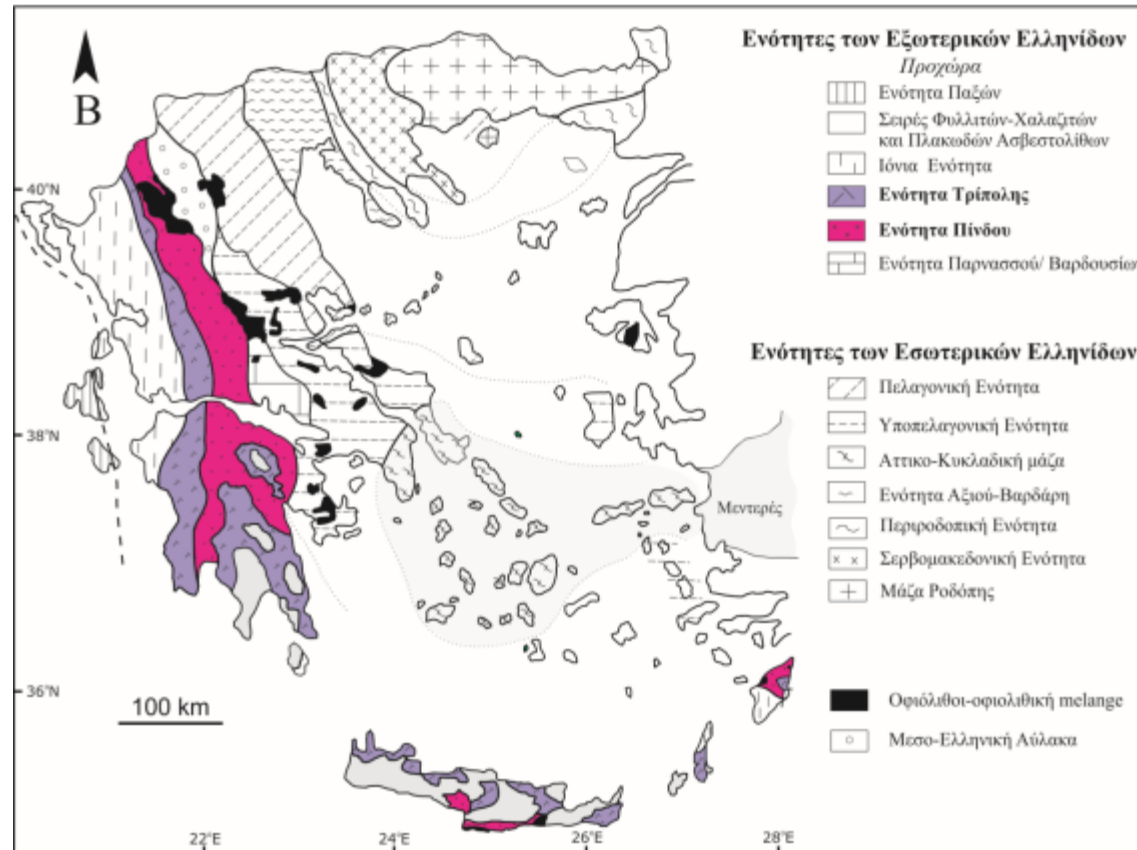 Ενότητες των Εξωτερικών Ελληνίδων
Προχώρα
Ενότητα Παξών
Σειρές Φυλλιτών-Χαλαζιτών
και Πλακωδών Ασβεστολίθων
Ιόνια Ενότητα
Ενότητα Τρίπολης
Ενότητα Πίνδου
Ενότητα Παρνασσού/ Βαρδουσίων
Ενότητες των Εσωτερικών Ελληνίδων
Πελαγονική Ενότητα
Υποπελαγονική Ενότητα
Αττικο-Κυκλαδική μάζα
Ενότητα Αξιού-Βαρδάρη
Περιροδοπική Ενότητα
Σερβομακεδονική Ενότητα
Μάζα Ροδόπης
Οφιόλιθοι-οφιολιθική melange
Μεσο-Ελληνική Αύλακα
Β
40°N
38°N
Μεντερές
36°N
100 km
22°E
24°E
26°E
28°E